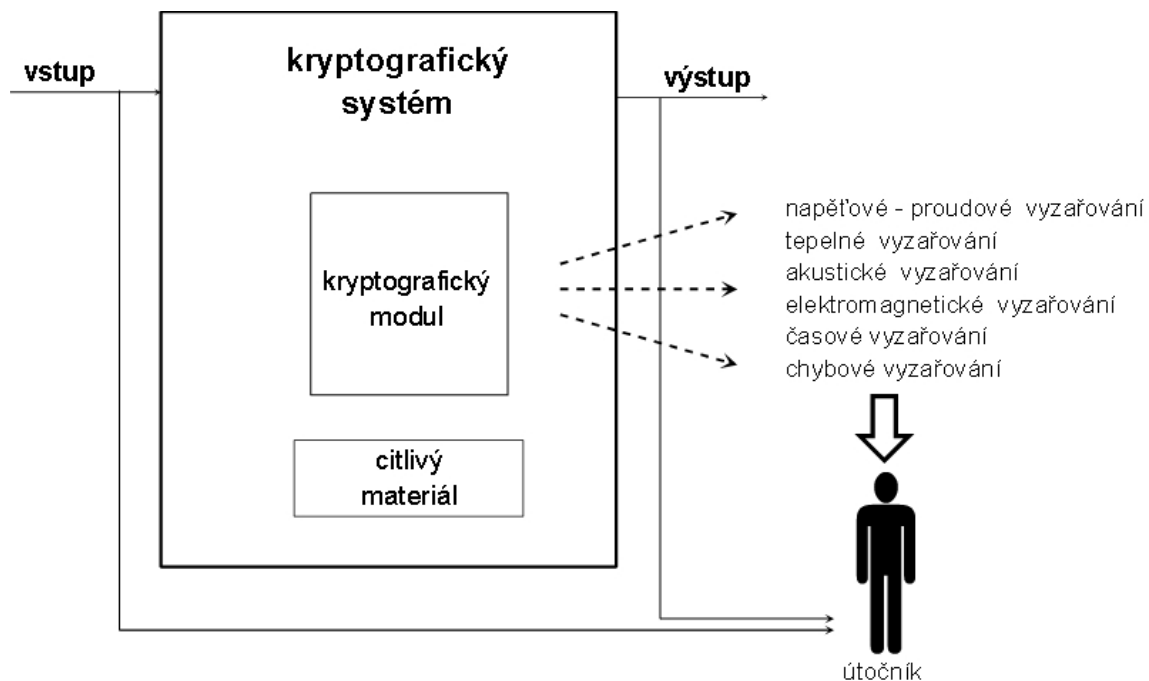 vstup
kryptografický
systém
výstup
kryptografický
modul
citlivý
materiál
napěťové - proudové vyzařování
tepelné vyzařování
akustické vyzařování
elektromagnetické vyzařování
časové vyzařování
chybové vyzařování
útočník